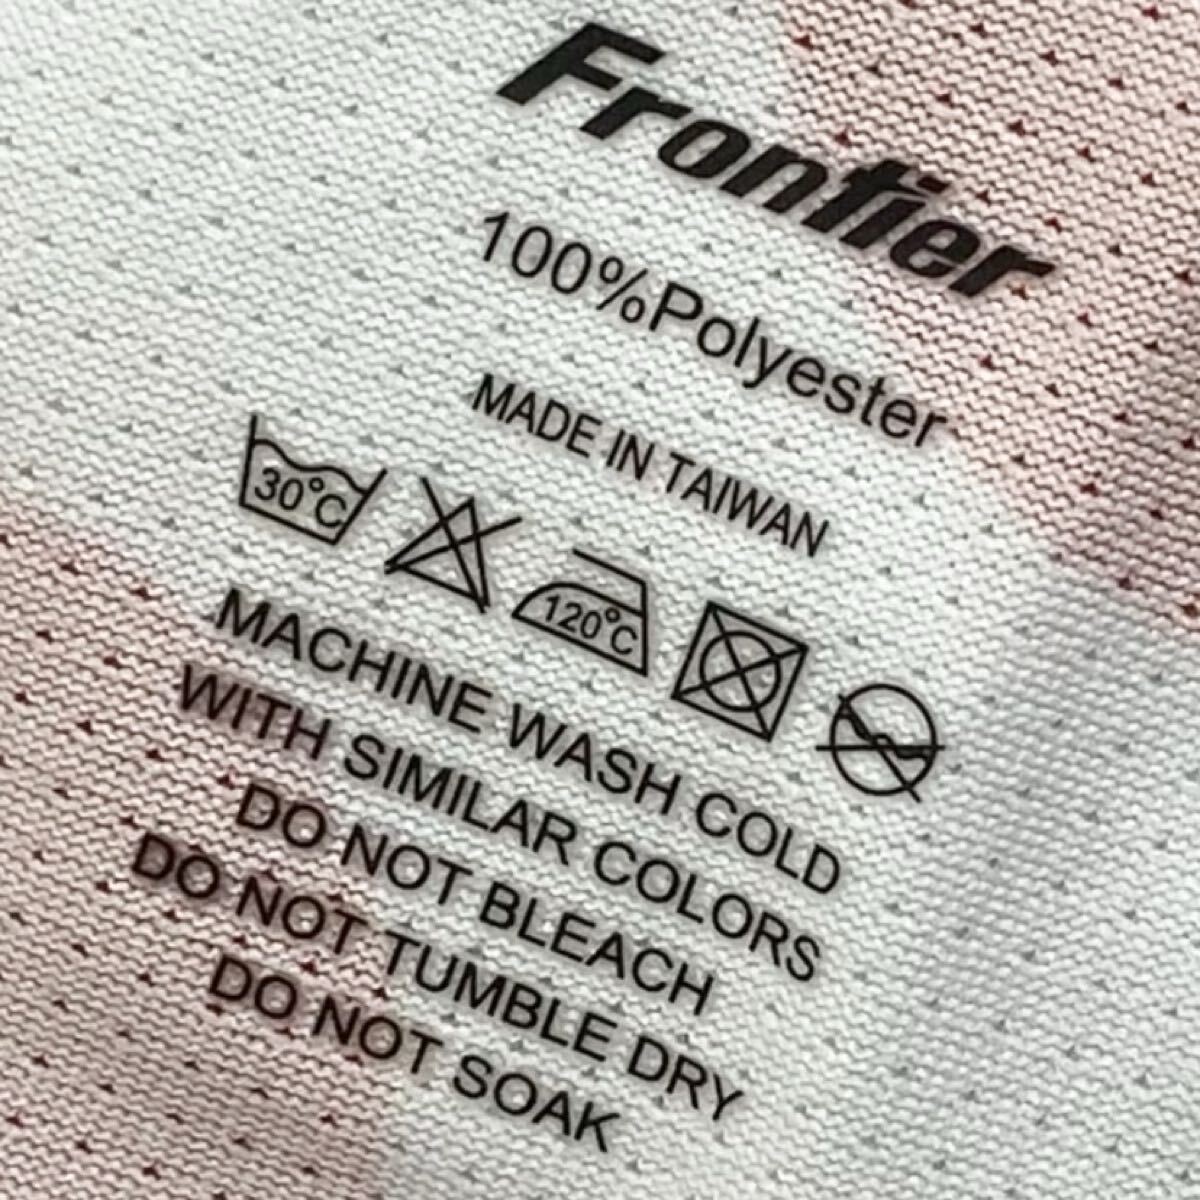 Frontier
100%Polyester
MADE IN TAIWAN
30°C 120°C
MACHINE WASH COLD
WITH SIMILAR COLORS
DO NOT BLEACH
DO NOT TUMBLE DRY
DO NOT SOAK